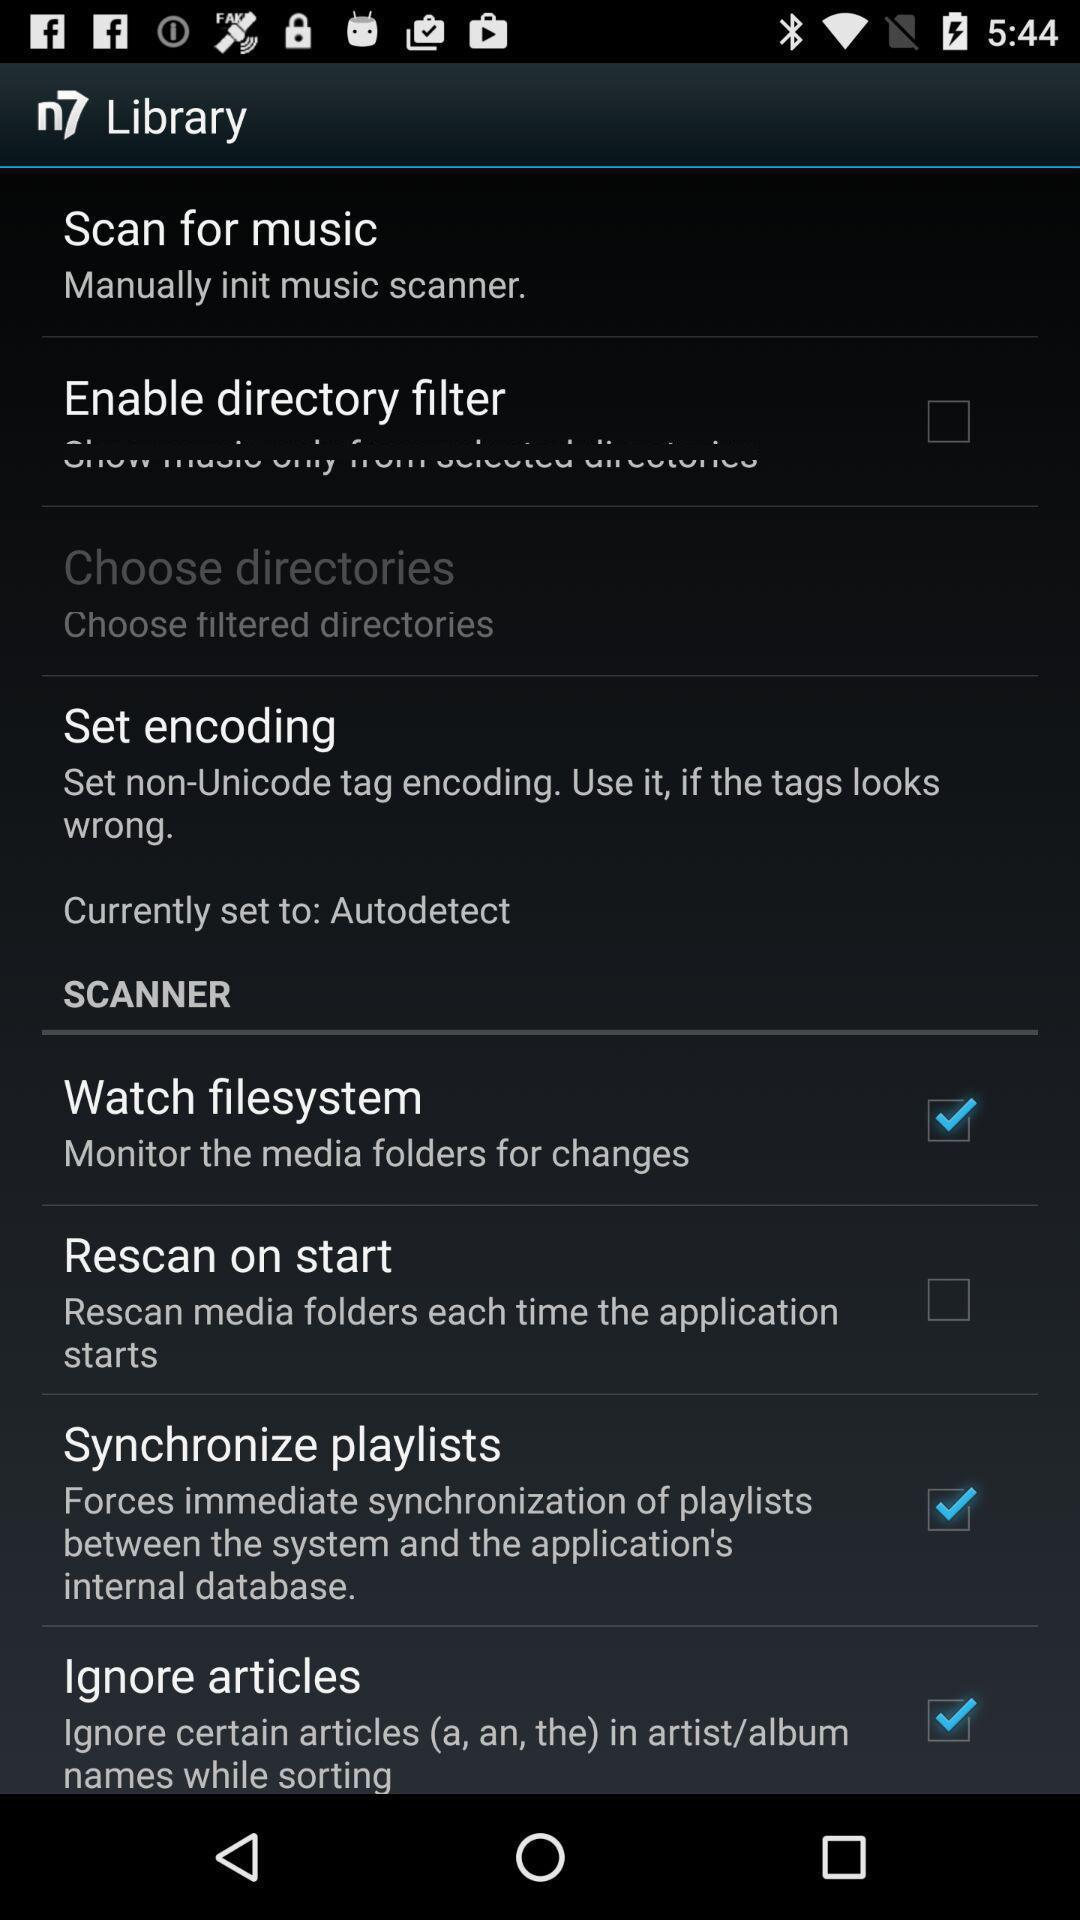 FAK 5:44
n7 Library
Scan for music
Manually init music scanner.
Enable directory filter
Show music only from selected directories
Choose directories
Choose filtered directories
Set encoding
Set non-Unicode tag encoding. Use it, if the tags looks
wrong.
Currently set to: Autodetect
SCANNER
Watch filesystem
Monitor the media folders for changes
Rescan on start
Rescan media folders each time the application
starts
Synchronize playlists
Forces immediate synchronization of playlists
between the system and the application's
internal database.
Ignore articles
Ignore certain articles (a, an, the) in artist/album
names while sorting